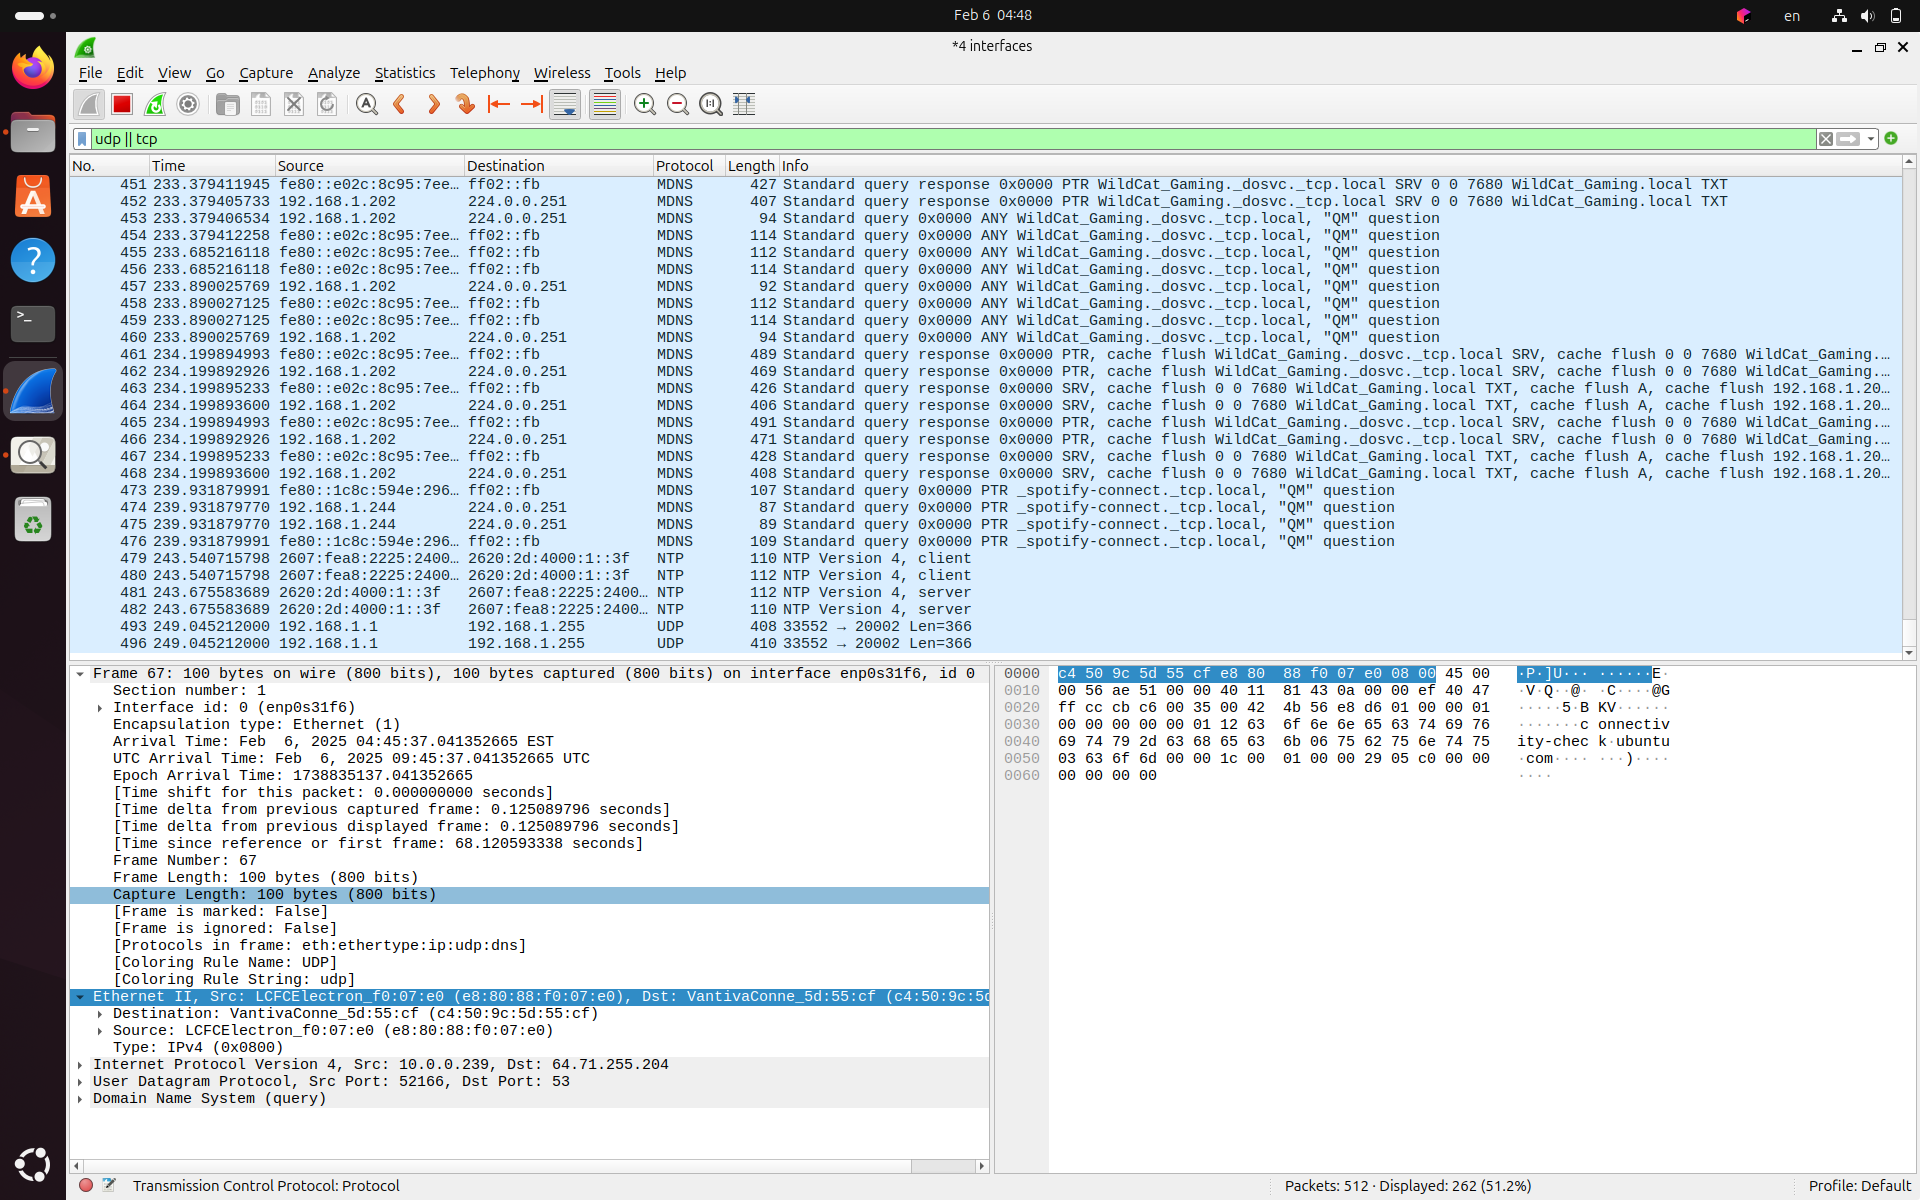 Feb 6 04:48
en
*4 interfaces
File Edit View Go Capture Analyze Statistics Telephony Wireless Tools Help
udp || tcp
No. Time Source Destination Protocol Length Info
451 233.379411945 fe80::e02c:8c95:7ee… ff02::fb MDNS 427 Standard query response 0x0000 PTR WildCat_Gaming._dosvc._tcp.local SRV 0 0 7680 WildCat_Gaming.local TXT
452 233.379405733 192.168.1.202 224.0.0.251 MDNS 407 Standard query response 0x0000 PTR WildCat_Gaming._dosvc._tcp.local SRV 0 0 7680 WildCat_Gaming.local TXT
453 233.379406534 192.168.1.202 224.0.0.251 MDNS 94 Standard query 0x0000 ANY WildCat_Gaming._dosvc._tcp.local, "QM" question
454 233.379412258 fe80::e02c:8c95:7ee… ff02::fb MDNS 114 Standard query 0x0000 ANY WildCat_Gaming._dosvc._tcp.local, "QM" question
455 233.685216118 fe80::e02c:8c95:7ee… ff02::fb MDNS 112 Standard query 0x0000 ANY WildCat_Gaming._dosvc._tcp.local, "QM" question
456 233.685216118 fe80::e02c:8c95:7ee… ff02::fb MDNS 114 Standard query 0x0000 ANY WildCat_Gaming._dosvc._tcp.local, "QM" question
457 233.890025769 192.168.1.202 224.0.0.251 MDNS 92 Standard query 0x0000 ANY WildCat_Gaming._dosvc._tcp.local, "QM" question
458 233.890027125 fe80::e02c:8c95:7ee… ff02::fb MDNS 112 Standard query 0x0000 ANY WildCat_Gaming._dosvc._tcp.local, "QM" question
459 233.890027125 fe80::e02c:8c95:7ee… ff02::fb MDNS 114 Standard query 0x0000 ANY WildCat_Gaming._dosvc._tcp.local, "QM" question
460 233.890025769 192.168.1.202 224.0.0.251 MDNS 94 Standard query 0x0000 ANY WildCat_Gaming._dosvc._tcp.local, "QM" question
461 234.199894993 fe80::e02c:8c95:7ee… ff02::fb MDNS 489 Standard query response 0x0000 PTR, cache flush WildCat_Gaming._dosvc._tcp.local SRV, cache flush 0 0 7680 WildCat_Gaming.…
462 234.199892926 192.168.1.202 224.0.0.251 MDNS 469 Standard query response 0x0000 PTR, cache flush WildCat_Gaming._dosvc._tcp.local SRV, cache flush 0 0 7680 WildCat_Gaming.…
463 234.199895233 fe80::e02c:8c95:7ee… ff02::fb MDNS 426 Standard query response 0x0000 SRV, cache flush 0 0 7680 WildCat_Gaming.local TXT, cache flush A, cache flush 192.168.1.20…
464 234.199893600 192.168.1.202 224.0.0.251 MDNS 406 Standard query response 0x0000 SRV, cache flush 0 0 7680 WildCat_Gaming.local TXT, cache flush A, cache flush 192.168.1.20…
465 234.199894993 fe80::e02c:8c95:7ee… ff02::fb MDNS 491 Standard query response 0x0000 PTR, cache flush WildCat_Gaming._dosvc._tcp.local SRV, cache flush 0 0 7680 WildCat_Gaming.…
466 234.199892926 192.168.1.202 224.0.0.251 MDNS 471 Standard query response 0x0000 PTR, cache flush WildCat_Gaming._dosvc._tcp.local SRV, cache flush 0 0 7680 WildCat_Gaming.…
467 234.199895233 fe80::e02c:8c95:7ee… ff02::fb MDNS 428 Standard query response 0x0000 SRV, cache flush 0 0 7680 WildCat_Gaming.local TXT, cache flush A, cache flush 192.168.1.20…
468 234.199893600 192.168.1.202 224.0.0.251 MDNS 408 Standard query response 0x0000 SRV, cache flush 0 0 7680 WildCat_Gaming.local TXT, cache flush A, cache flush 192.168.1.20…
473 239.931879991 fe80::1c8c:594e:296… ff02::fb MDNS 107 Standard query 0x0000 PTR _spotify-connect._tcp.local, "QM" question
474 239.931879770 192.168.1.244 224.0.0.251 MDNS 87 Standard query 0x0000 PTR _spotify-connect._tcp.local, "QM" question
475 239.931879770 192.168.1.244 224.0.0.251 MDNS 89 Standard query 0x0000 PTR _spotify-connect._tcp.local, "QM" question
476 239.931879991 fe80::1c8c:594e:296… ff02::fb MDNS 109 Standard query 0x0000 PTR _spotify-connect._tcp.local, "QM" question
479 243.540715798 2607:fea8:2225:2400… 2620:2d:4000:1::3f NTP 110 NTP Version 4, client
480 243.540715798 2607:fea8:2225:2400… 2620:2d:4000:1::3f NTP 112 NTP Version 4, client
481 243.675583689 2620:2d:4000:1::3f 2607:fea8:2225:2400… NTP 112 NTP Version 4, server
482 243.675583689 2620:2d:4000:1::3f 2607:fea8:2225:2400… NTP 110 NTP Version 4, server
493 249.045212000 192.168.1.1 192.168.1.255 UDP 408 33552 → 20002 Len=366
496 249.045212000 192.168.1.1 192.168.1.255 UDP 410 33552 → 20002 Len=366
Frame 67: 100 bytes on wire (800 bits), 100 bytes captured (800 bits) on interface enp0s31f6, id 0
Section number: 1
Interface id: 0 (enp0s31f6)
Encapsulation type: Ethernet (1)
Arrival Time: Feb  6, 2025 04:45:37.041352665 EST
UTC Arrival Time: Feb  6, 2025 09:45:37.041352665 UTC
Epoch Arrival Time: 1738835137.041352665
[Time shift for this packet: 0.000000000 seconds]
[Time delta from previous captured frame: 0.125089796 seconds]
[Time delta from previous displayed frame: 0.125089796 seconds]
[Time since reference or first frame: 68.120593338 seconds]
Frame Number: 67
Frame Length: 100 bytes (800 bits)
Capture Length: 100 bytes (800 bits)
[Frame is marked: False]
[Frame is ignored: False]
[Protocols in frame: eth:ethertype:ip:udp:dns]
[Coloring Rule Name: UDP]
[Coloring Rule String: udp]
Ethernet II, Src: LCFCElectron_f0:07:e0 (e8:80:88:f0:07:e0), Dst: VantivaConne_5d:55:cf (c4:50:9c:5d
Destination: VantivaConne_5d:55:cf (c4:50:9c:5d:55:cf)
Source: LCFCElectron_f0:07:e0 (e8:80:88:f0:07:e0)
Type: IPv4 (0x0800)
Internet Protocol Version 4, Src: 10.0.0.239, Dst: 64.71.255.204
User Datagram Protocol, Src Port: 52166, Dst Port: 53
Domain Name System (query)
0000 c4 50 9c 5d 55 cf e8 80 88 f0 07 e0 08 00 45 00 ·P·]U··· ······E·
0010 00 56 ae 51 00 00 40 11 81 43 0a 00 00 ef 40 47 ·V·Q··@· ·C····@G
0020 ff cc cb c6 00 35 00 42 4b 56 e8 d6 01 00 00 01 ·····5·B KV······
0030 00 00 00 00 00 01 12 63 6f 6e 6e 65 63 74 69 76 ·······c onnectiv
0040 69 74 79 2d 63 68 65 63 6b 06 75 62 75 6e 74 75 ity-chec k·ubuntu
0050 03 63 6f 6d 00 00 1c 00 01 00 00 29 05 c0 00 00 ·com···· ···)····
0060 00 00 00 00 ····
Transmission Control Protocol: Protocol
Packets: 512 · Displayed: 262 (51.2%)
Profile: Default